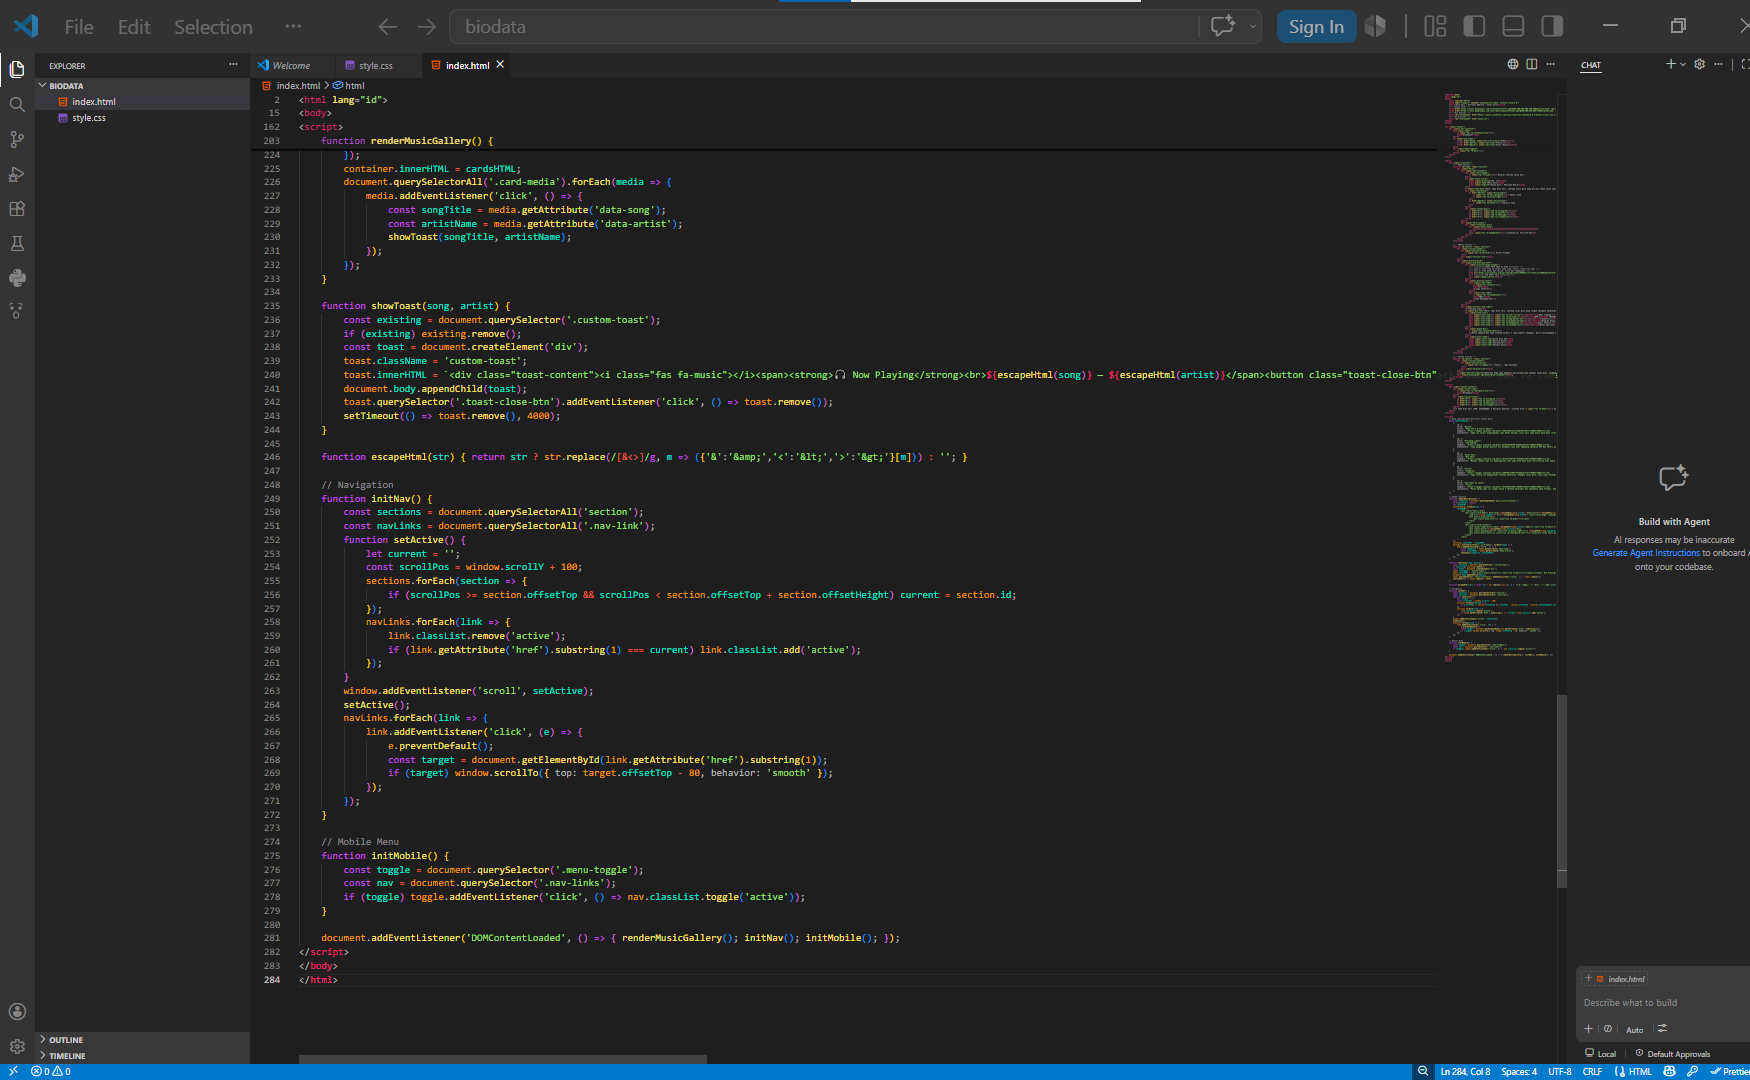 File Edit Selection ··· biodata Sign In
EXPLORER ···
BIODATA
index.html
style.css
OUTLINE
TIMELINE
Welcome style.css index.html
index.html > html
2 <html lang="id">
15 <body>
162 <script>
203 function renderMusicGallery() {
224 });
225 container.innerHTML = cardsHTML;
226 document.querySelectorAll('.card-media').forEach(media => {
227 media.addEventListener('click', () => {
228 const songTitle = media.getAttribute('data-song');
229 const artistName = media.getAttribute('data-artist');
230 showToast(songTitle, artistName);
231 });
232 });
233 }
234
235 function showToast(song, artist) {
236 const existing = document.querySelector('.custom-toast');
237 if (existing) existing.remove();
238 const toast = document.createElement('div');
239 toast.className = 'custom-toast';
240 toast.innerHTML = `<div class="toast-content"><i class="fas fa-music"></i><span><strong>🎧 Now Playing</strong><br>${escapeHtml(song)} — ${escapeHtml(artist)}</span><button class="toast-close-btn"
241 document.body.appendChild(toast);
242 toast.querySelector('.toast-close-btn').addEventListener('click', () => toast.remove());
243 setTimeout(() => toast.remove(), 4000);
244 }
245
246 function escapeHtml(str) { return str ? str.replace(/[&<>]/g, m => ({'&':'&amp;','<':'&lt;','>':'&gt;'}[m])) : ''; }
247
248 // Navigation
249 function initNav() {
250 const sections = document.querySelectorAll('section');
251 const navLinks = document.querySelectorAll('.nav-link');
252 function setActive() {
253 let current = '';
254 const scrollPos = window.scrollY + 100;
255 sections.forEach(section => {
256 if (scrollPos >= section.offsetTop && scrollPos < section.offsetTop + section.offsetHeight) current = section.id;
257 });
258 navLinks.forEach(link => {
259 link.classList.remove('active');
260 if (link.getAttribute('href').substring(1) === current) link.classList.add('active');
261 });
262 }
263 window.addEventListener('scroll', setActive);
264 setActive();
265 navLinks.forEach(link => {
266 link.addEventListener('click', (e) => {
267 e.preventDefault();
268 const target = document.getElementById(link.getAttribute('href').substring(1));
269 if (target) window.scrollTo({ top: target.offsetTop - 80, behavior: 'smooth' });
270 });
271 });
272 }
273
274 // Mobile Menu
275 function initMobile() {
276 const toggle = document.querySelector('.menu-toggle');
277 const nav = document.querySelector('.nav-links');
278 if (toggle) toggle.addEventListener('click', () => nav.classList.toggle('active'));
279 }
280
281 document.addEventListener('DOMContentLoaded', () => { renderMusicGallery(); initNav(); initMobile(); });
282 </script>
283 </body>
284 </html>
CHAT
Build with Agent
AI responses may be inaccurate
Generate Agent Instructions to onboard
onto your codebase.
index.html
Describe what to build
Auto
Local Default Approvals
0 0 Ln 284, Col 8 Spaces: 4 UTF-8 CRLF HTML Prettier